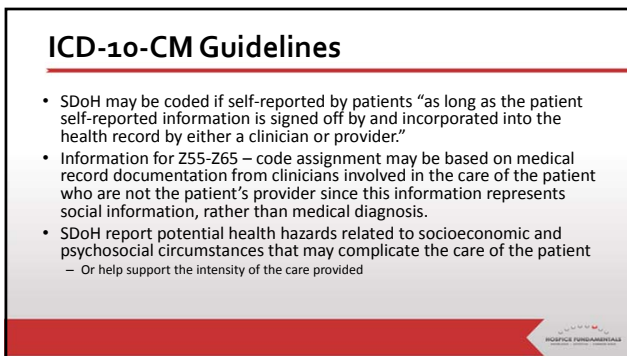 ICD-10-CM Guidelines
• SDoH may be coded if self-reported by patients “as long as the patient
self-reported information is signed off by and incorporated into the
health record by either a clinician or provider.”
• Information for Z55-Z65 – code assignment may be based on medical
record documentation from clinicians involved in the care of the patient
who are not the patient’s provider since this information represents
social information, rather than medical diagnosis.
• SDoH report potential health hazards related to socioeconomic and
psychosocial circumstances that may complicate the care of the patient
– Or help support the intensity of the care provided
HOSPICE FUNDAMENTALS